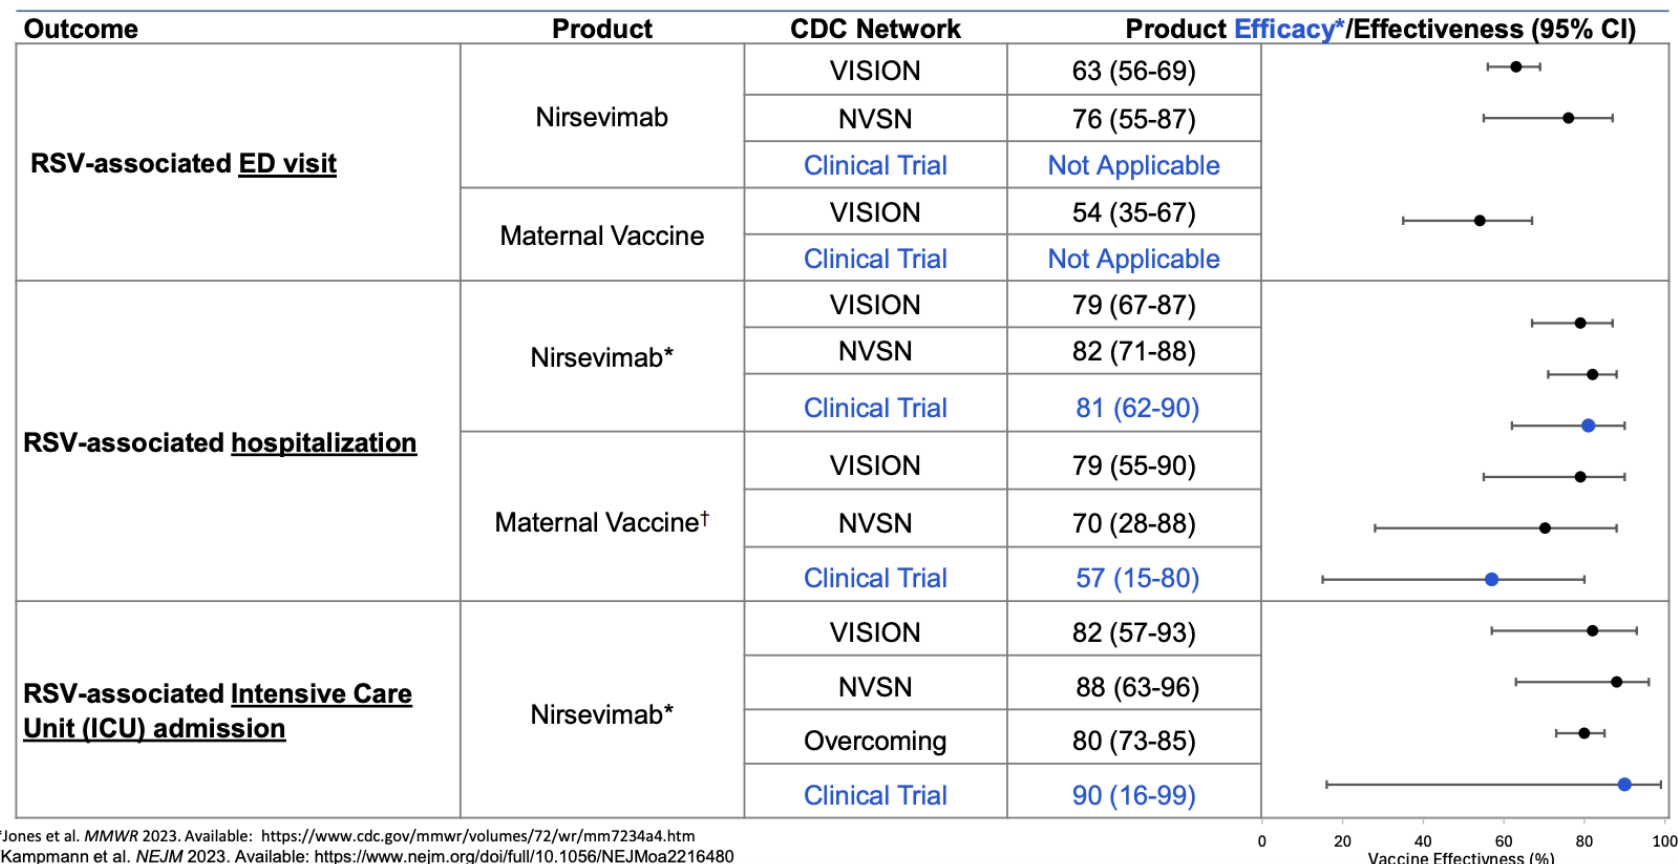 Outcome Product CDC Network Product Efficacy*/Effectiveness (95% CI)
RSV-associated ED visit
Nirsevimab
VISION 63 (56-69)
NVSN 76 (55-87)
Clinical Trial Not Applicable
Maternal Vaccine
VISION 54 (35-67)
Clinical Trial Not Applicable
RSV-associated hospitalization
Nirsevimab*
VISION 79 (67-87)
NVSN 82 (71-88)
Clinical Trial 81 (62-90)
Maternal Vaccine†
VISION 79 (55-90)
NVSN 70 (28-88)
Clinical Trial 57 (15-80)
RSV-associated Intensive Care
Unit (ICU) admission
Nirsevimab*
VISION 82 (57-93)
NVSN 88 (63-96)
Overcoming 80 (73-85)
Clinical Trial 90 (16-99)
0 20 40 60 80 100
Vaccine Effectivness (%)
*Jones et al. MMWR 2023. Available: https://www.cdc.gov/mmwr/volumes/72/wr/mm7234a4.htm
Kampmann et al. NEJM 2023. Available: https://www.nejm.org/doi/full/10.1056/NEJMoa2216480